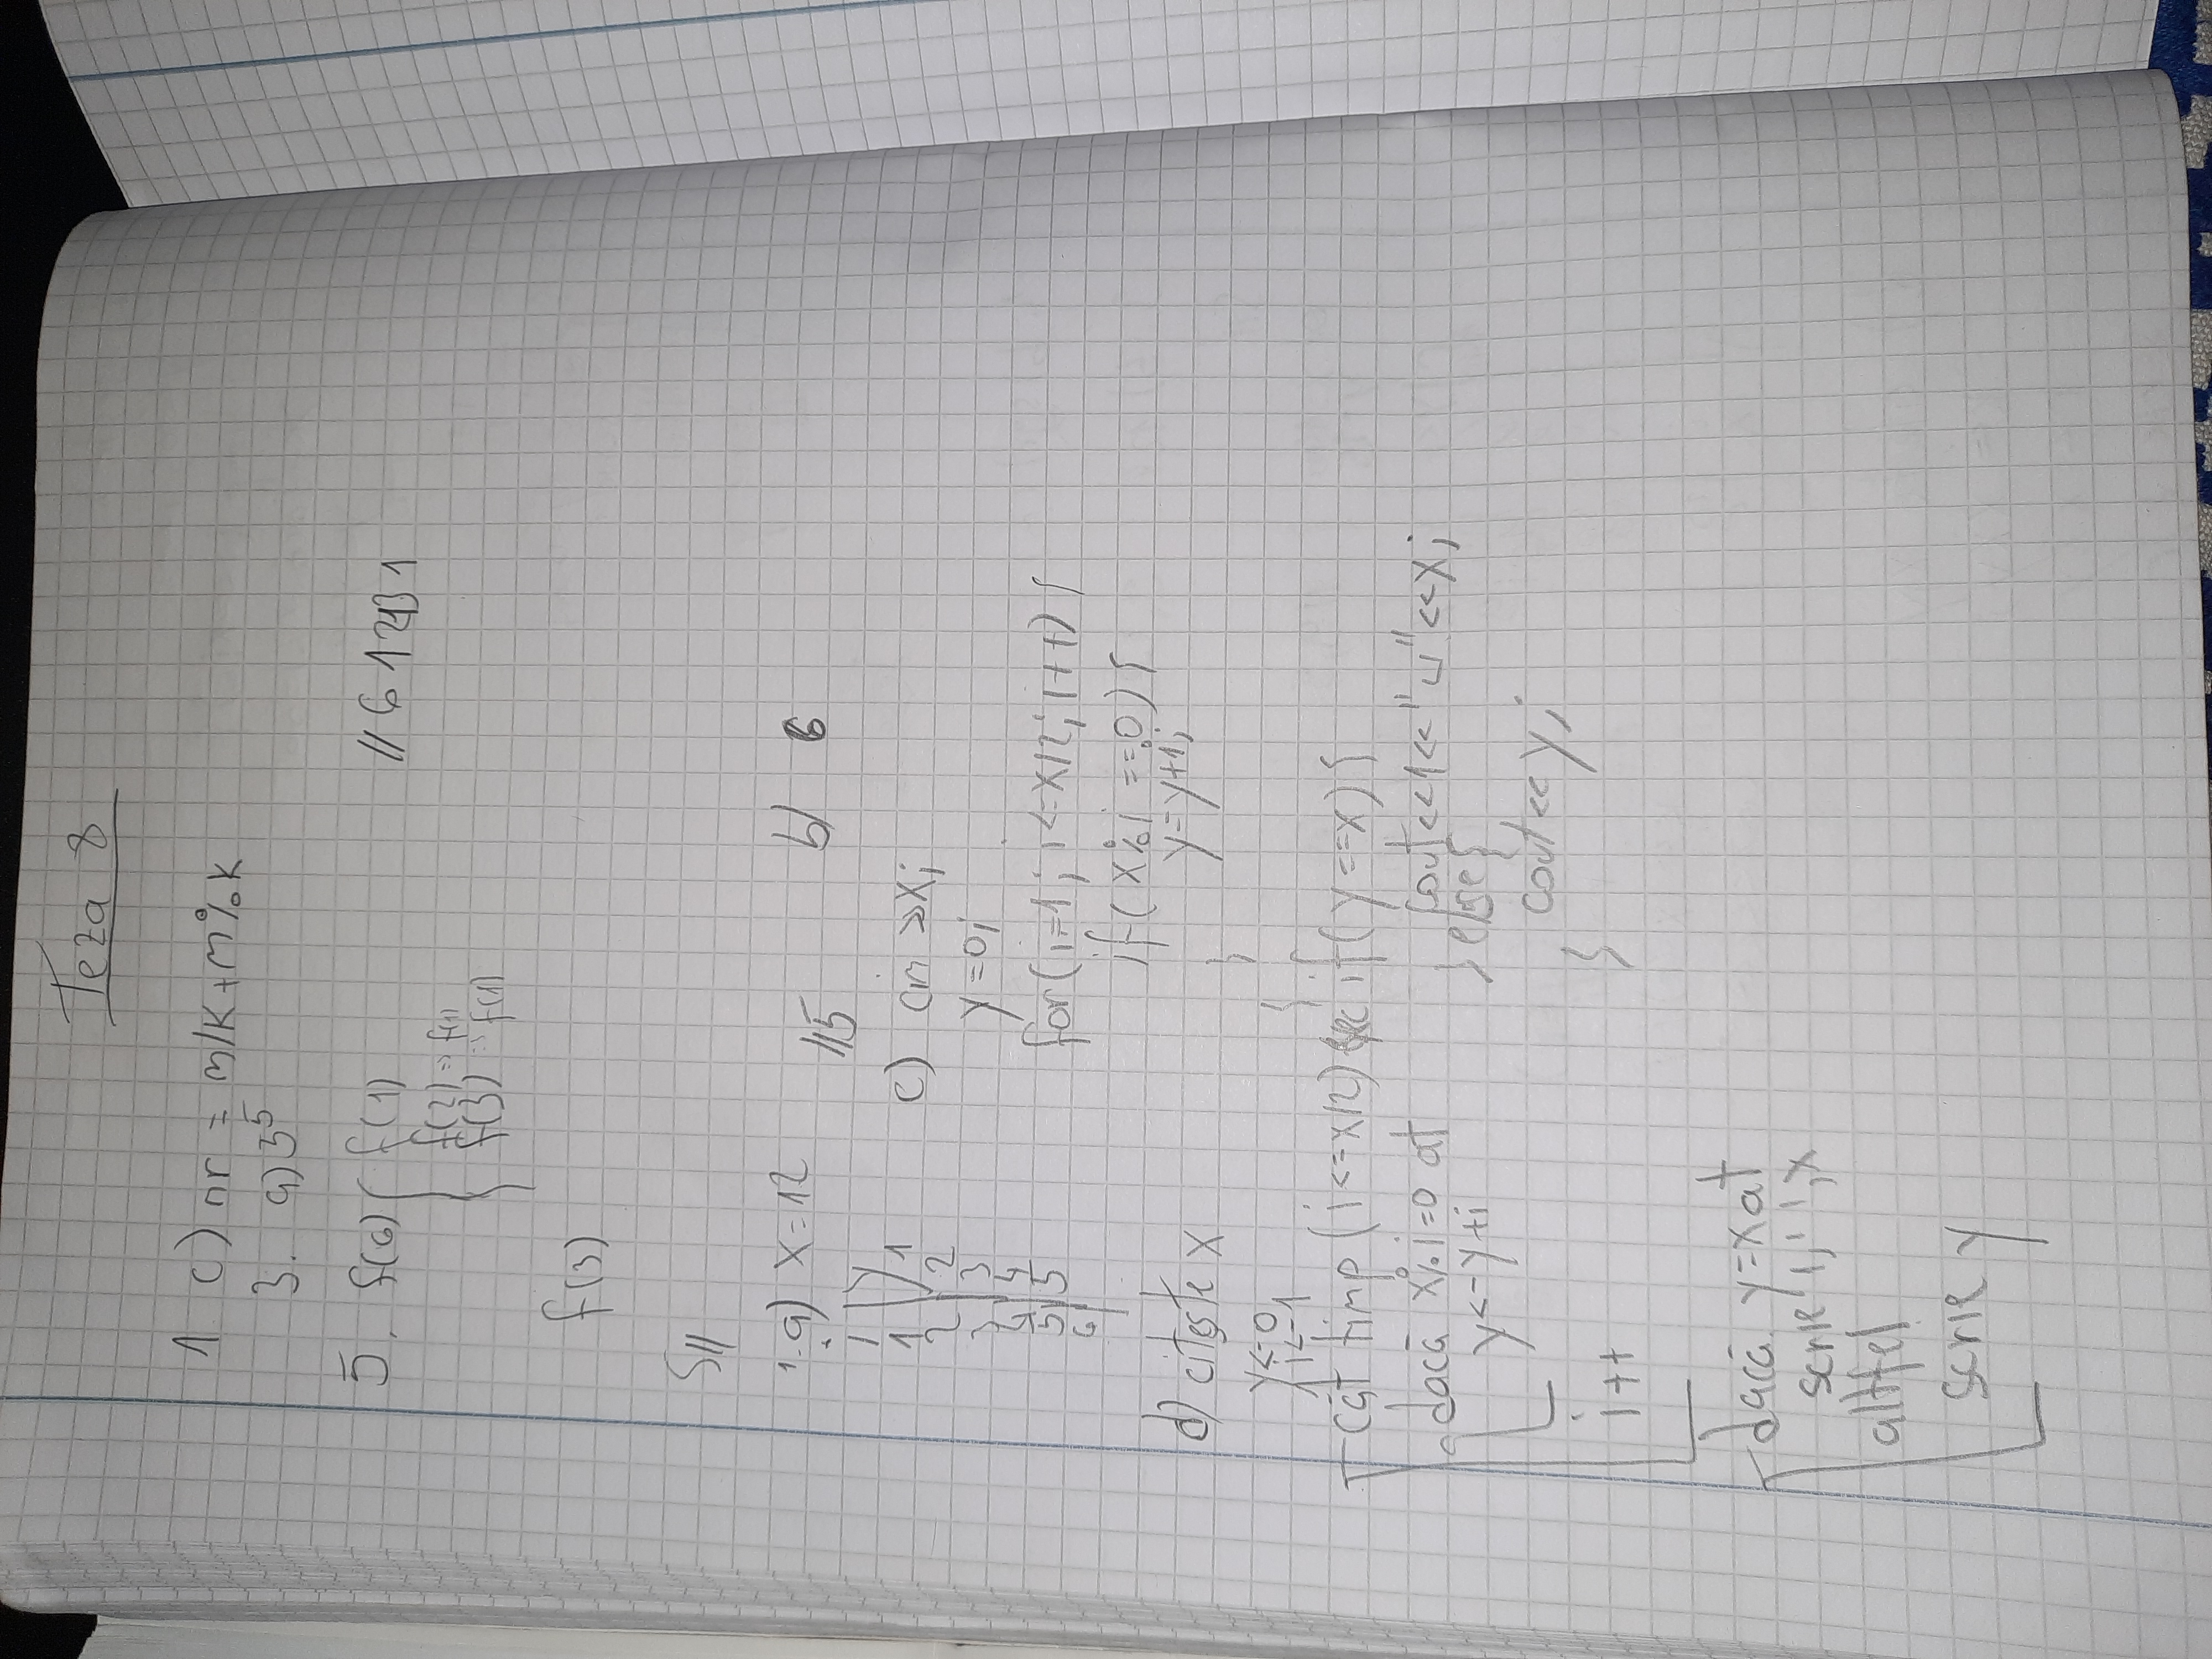 Teza 8
1 c) nr = m/k+m%k
3. a) 3^5
5. f(6) { f(1)
f(2) => f(1)
f(3) => f(1)
// 6 1 2 1 3 1
f(3)
SII
1. a) x=12
//5
b) 6
i | y
1 | 1
2 | 2
3 | 3
4 | 4
5 | 5
6 |
c) cin >>x;
y=0;
for(i=1; i<=x/2; i++) {
if(x%i ==0) {
y=y+1;
}
}
if(y==x) {
cout<<1<<"␣"<<x;
} else {
cout<<y;
}
d) citește x
y<-0
i<-1
cât timp (i<=x/2)
dacă x%i=0 at
y<-y+i
i++
dacă y=x at
scrie 1,' ',x
altfel
scrie y